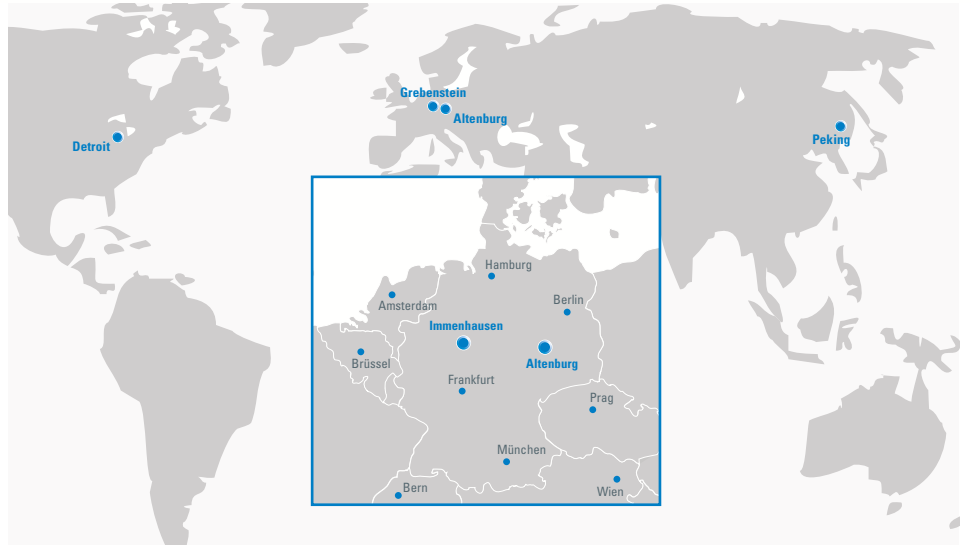 Grebenstein
Altenburg
Detroit
Peking
Hamburg
Amsterdam
Berlin
Immenhausen
Brüssel
Altenburg
Frankfurt
Prag
München
Bern
Wien